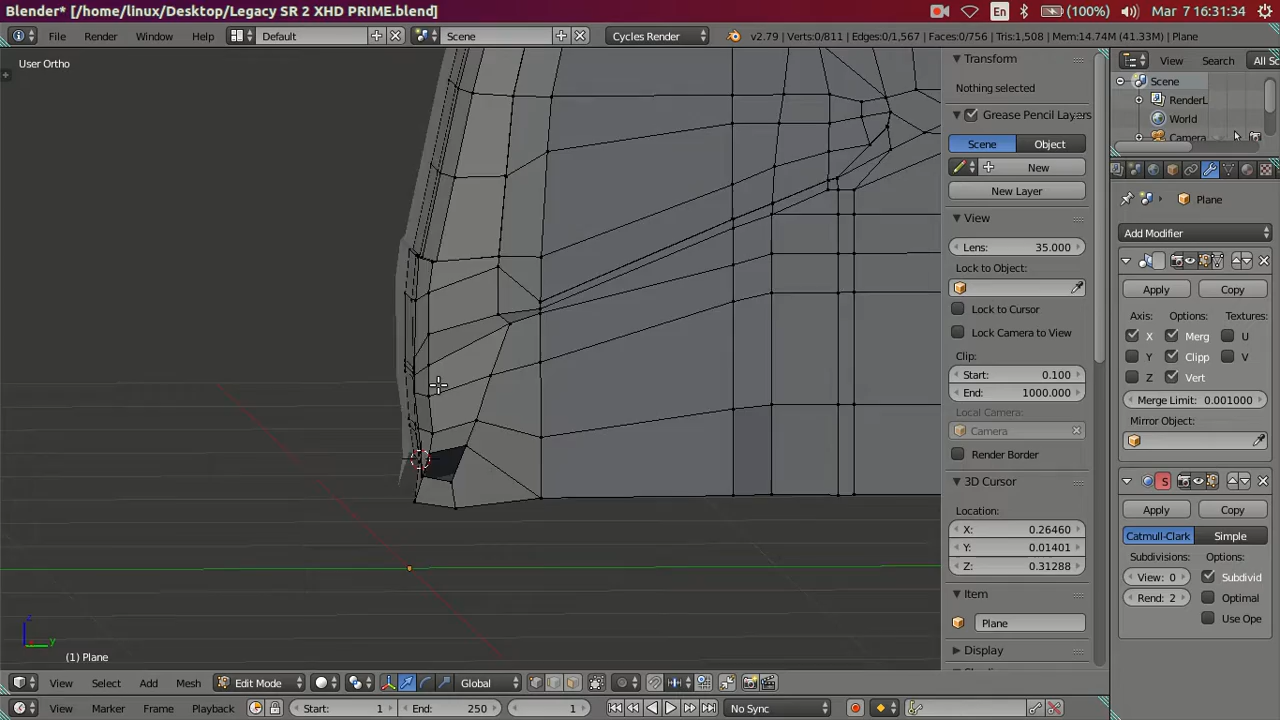 Blender* [/home/linux/Desktop/Legacy SR 2 XHD PRIME.blend]
En (100%) Mar 7 16:31:34
File Render Window Help Default Scene Cycles Render v2.79 | Verts:0/811 | Edges:0/1,567 | Faces:0/756 | Tris:1,508 | Mem:14.74M (41.33M) | Plane
User Ortho
Transform
Nothing selected
Grease Pencil Layers
Scene Object
New
New Layer
View
Lens: 35.000
Lock to Object:
Lock to Cursor
Lock Camera to View
Clip:
Start: 0.100
End: 1000.000
Local Camera:
Camera
Render Border
3D Cursor
Location:
X: 0.26460
Y: 0.01401
Z: 0.31288
Item
Plane
Display
View Search All Sc
Scene
RenderL
World
Camera
Plane
Add Modifier
Apply Copy
Axis: Options: Textures:
X Merg U
Y Clipp V
Z Vert
Merge Limit: 0.001000
Mirror Object:
S
Apply Copy
Catmull-Clark Simple
Subdivisions: Options:
View: 0 Subdivid
Rend: 2 Optimal
Use Ope
z
y
(1) Plane
View Select Add Mesh Edit Mode Global
View Marker Frame Playback Start: 1 End: 250 1 No Sync